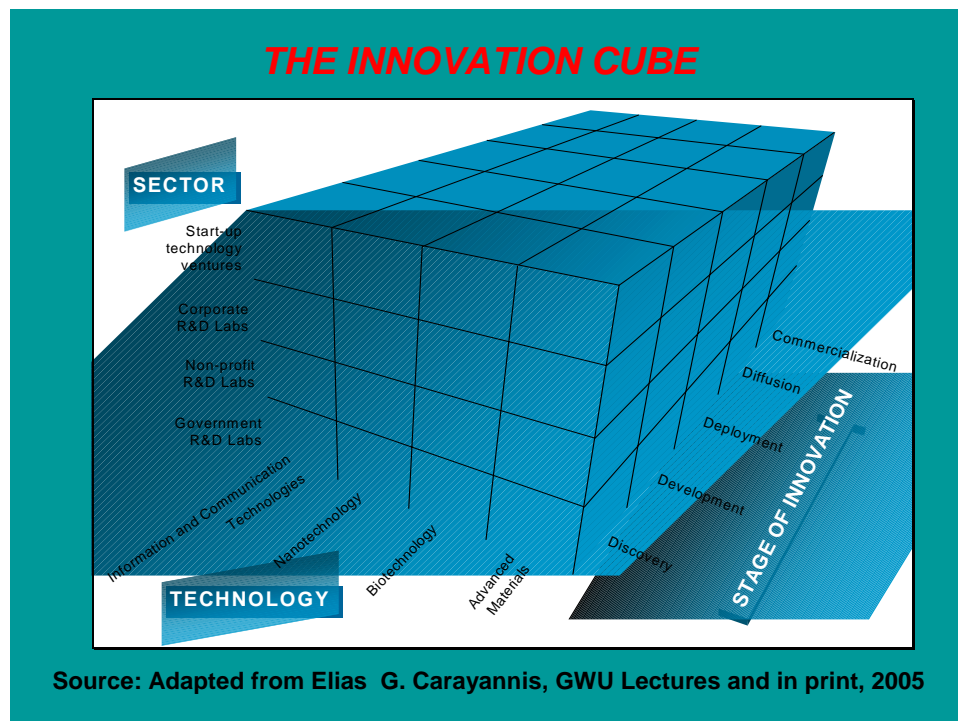 THE INNOVATION CUBE
SECTOR
Start-up
technology
ventures
Corporate
R&D Labs
Non-profit
R&D Labs
Government
R&D Labs
Information and Communication
Technologies
Nanotechnology
Biotechnology
Advanced
Materials
TECHNOLOGY
Discovery
Development
Deployment
Diffusion
Commercialization
STAGE OF INNOVATION
Source: Adapted from Elias G. Carayannis, GWU Lectures and in print, 2005